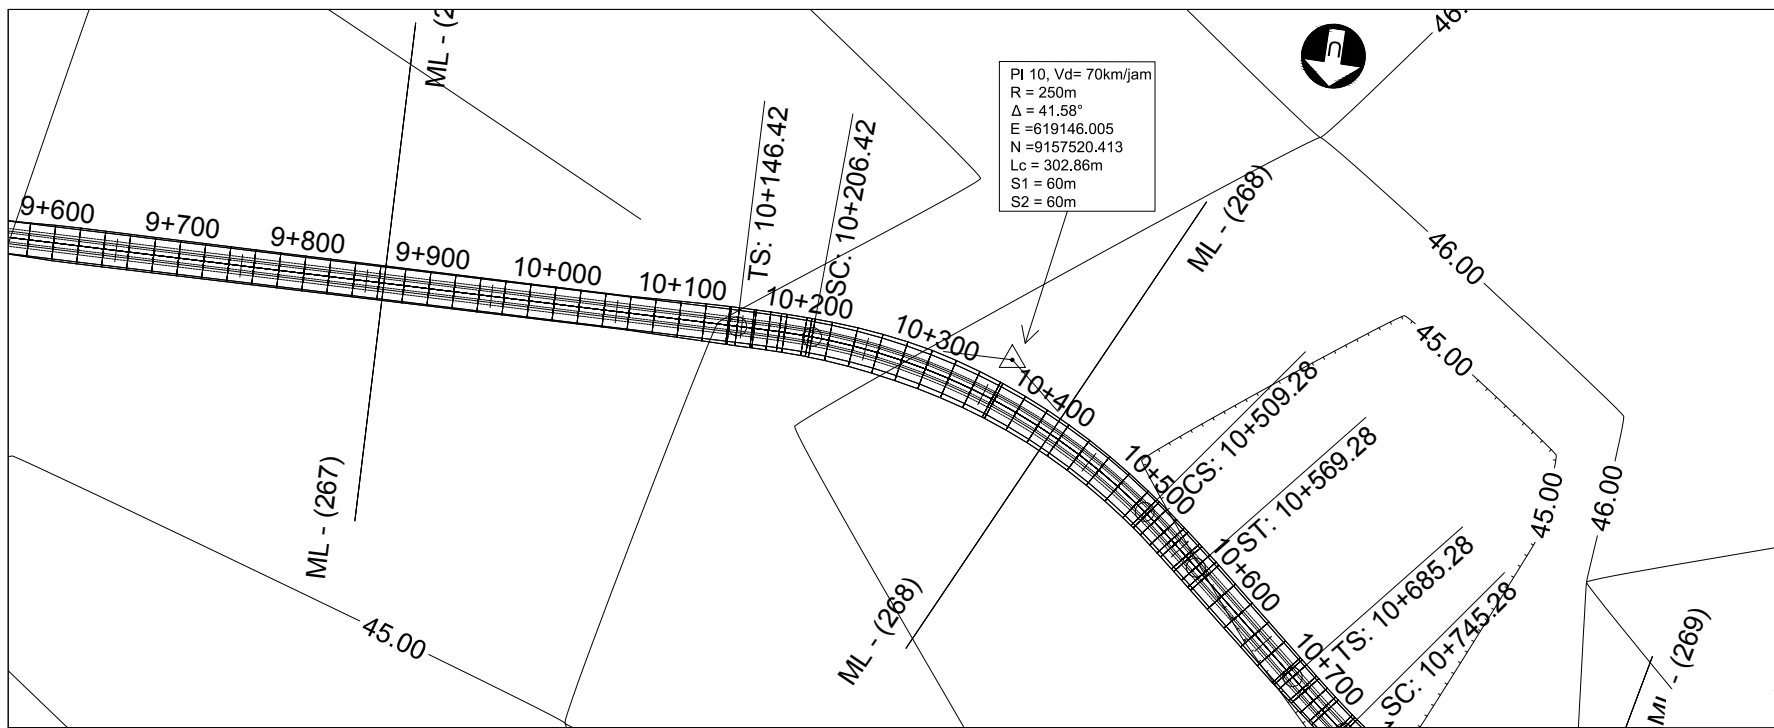 ML - (2
46.
PI 10, Vd= 70km/jam
R = 250m
Δ = 41.58°
E =619146.005
N =9157520.413
Lc = 302.86m
S1 = 60m
S2 = 60m
TS: 10+146.42
SC: 10+206.42
ML - (268)
9+600
9+700
9+800
9+900
10+000
10+100
10+200
10+300
10+400
10+500
10+600
10+700
46.00
45.00
CS: 10+509.28
ST: 10+569.28
TS: 10+685.28
SC: 10+745.28
45.00
46.00
ML - (267)
45.00
ML - (268)
ML - (269)